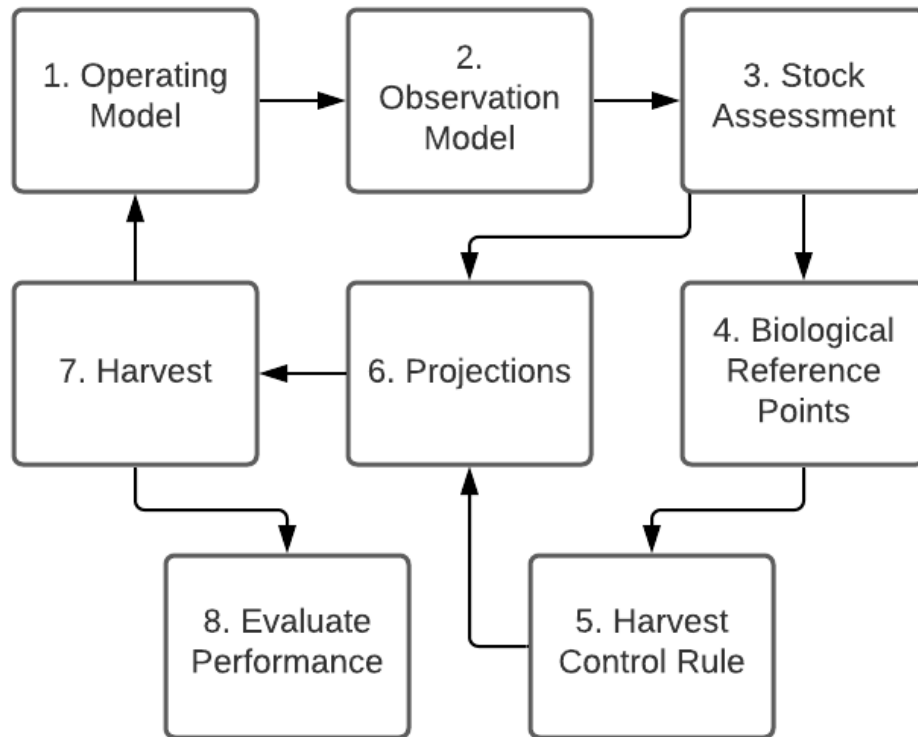 1. Operating
Model
2.
Observation
Model
3. Stock
Assessment
7. Harvest
6. Projections
4. Biological
Reference
Points
8. Evaluate
Performance
5. Harvest
Control Rule